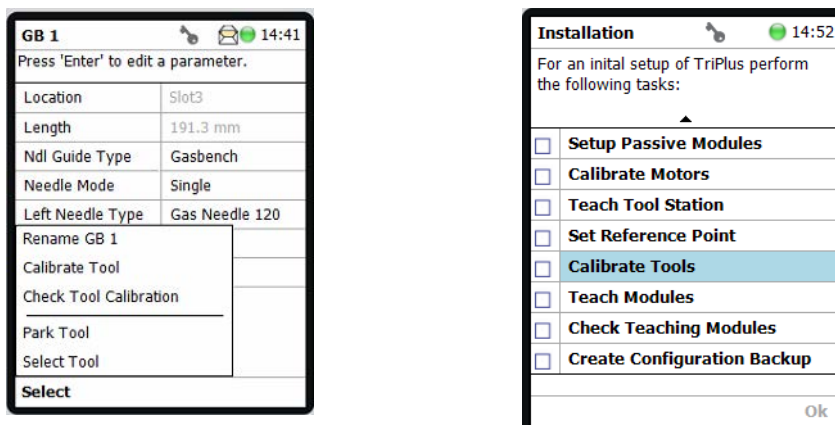 GB 1 14:41
Press 'Enter' to edit a parameter.
Location Slot3
Length 191.3 mm
Ndl Guide Type Gasbench
Needle Mode Single
Left Needle Type Gas Needle 120
Rename GB 1
Calibrate Tool
Check Tool Calibration
Park Tool
Select Tool
Select
Installation 14:52
For an inital setup of TriPlus perform
the following tasks:
Setup Passive Modules
Calibrate Motors
Teach Tool Station
Set Reference Point
Calibrate Tools
Teach Modules
Check Teaching Modules
Create Configuration Backup
Ok